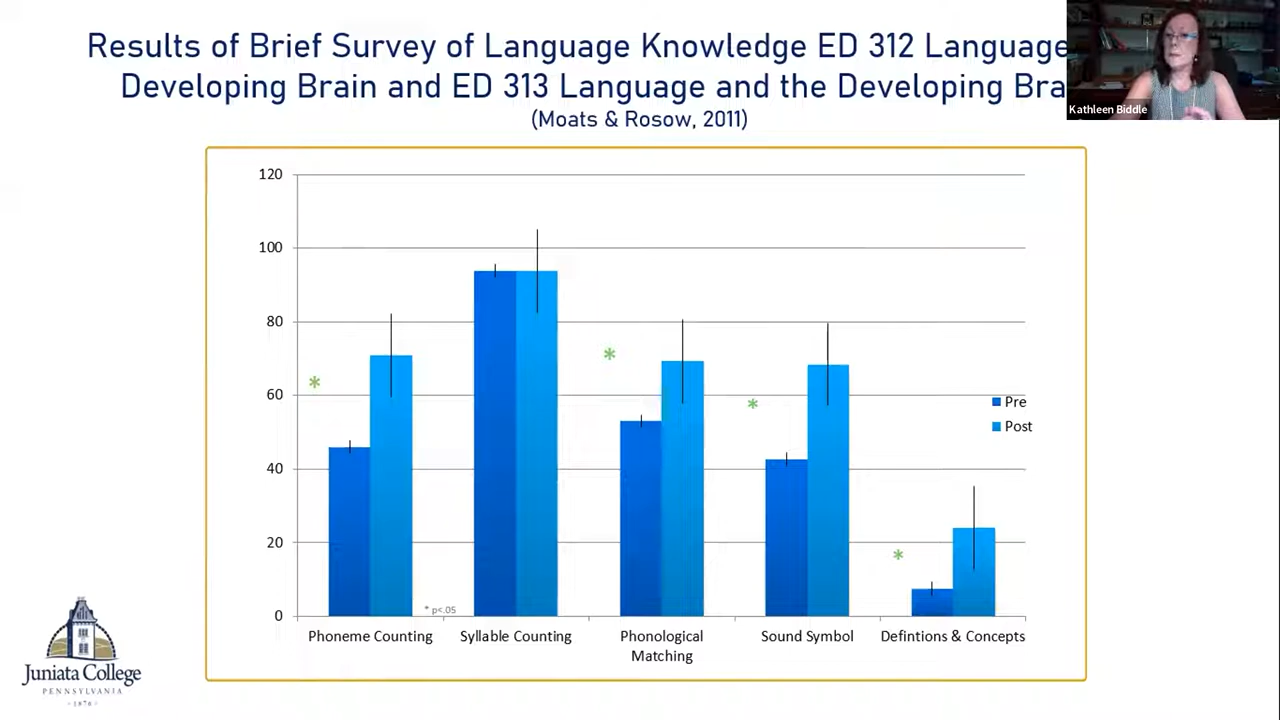 Results of Brief Survey of Language Knowledge ED 312 Language
Developing Brain and ED 313 Language and the Developing Bra
(Moats & Rosow, 2011)
Kathleen Biddle
120
100
80
60
40
20
0
* 
*
*
*
* p<.05
Pre
Post
Phoneme Counting
Syllable Counting
Phonological
Matching
Sound Symbol
Defintions & Concepts
Juniata College
PENNSYLVANIA
· 1876 ·